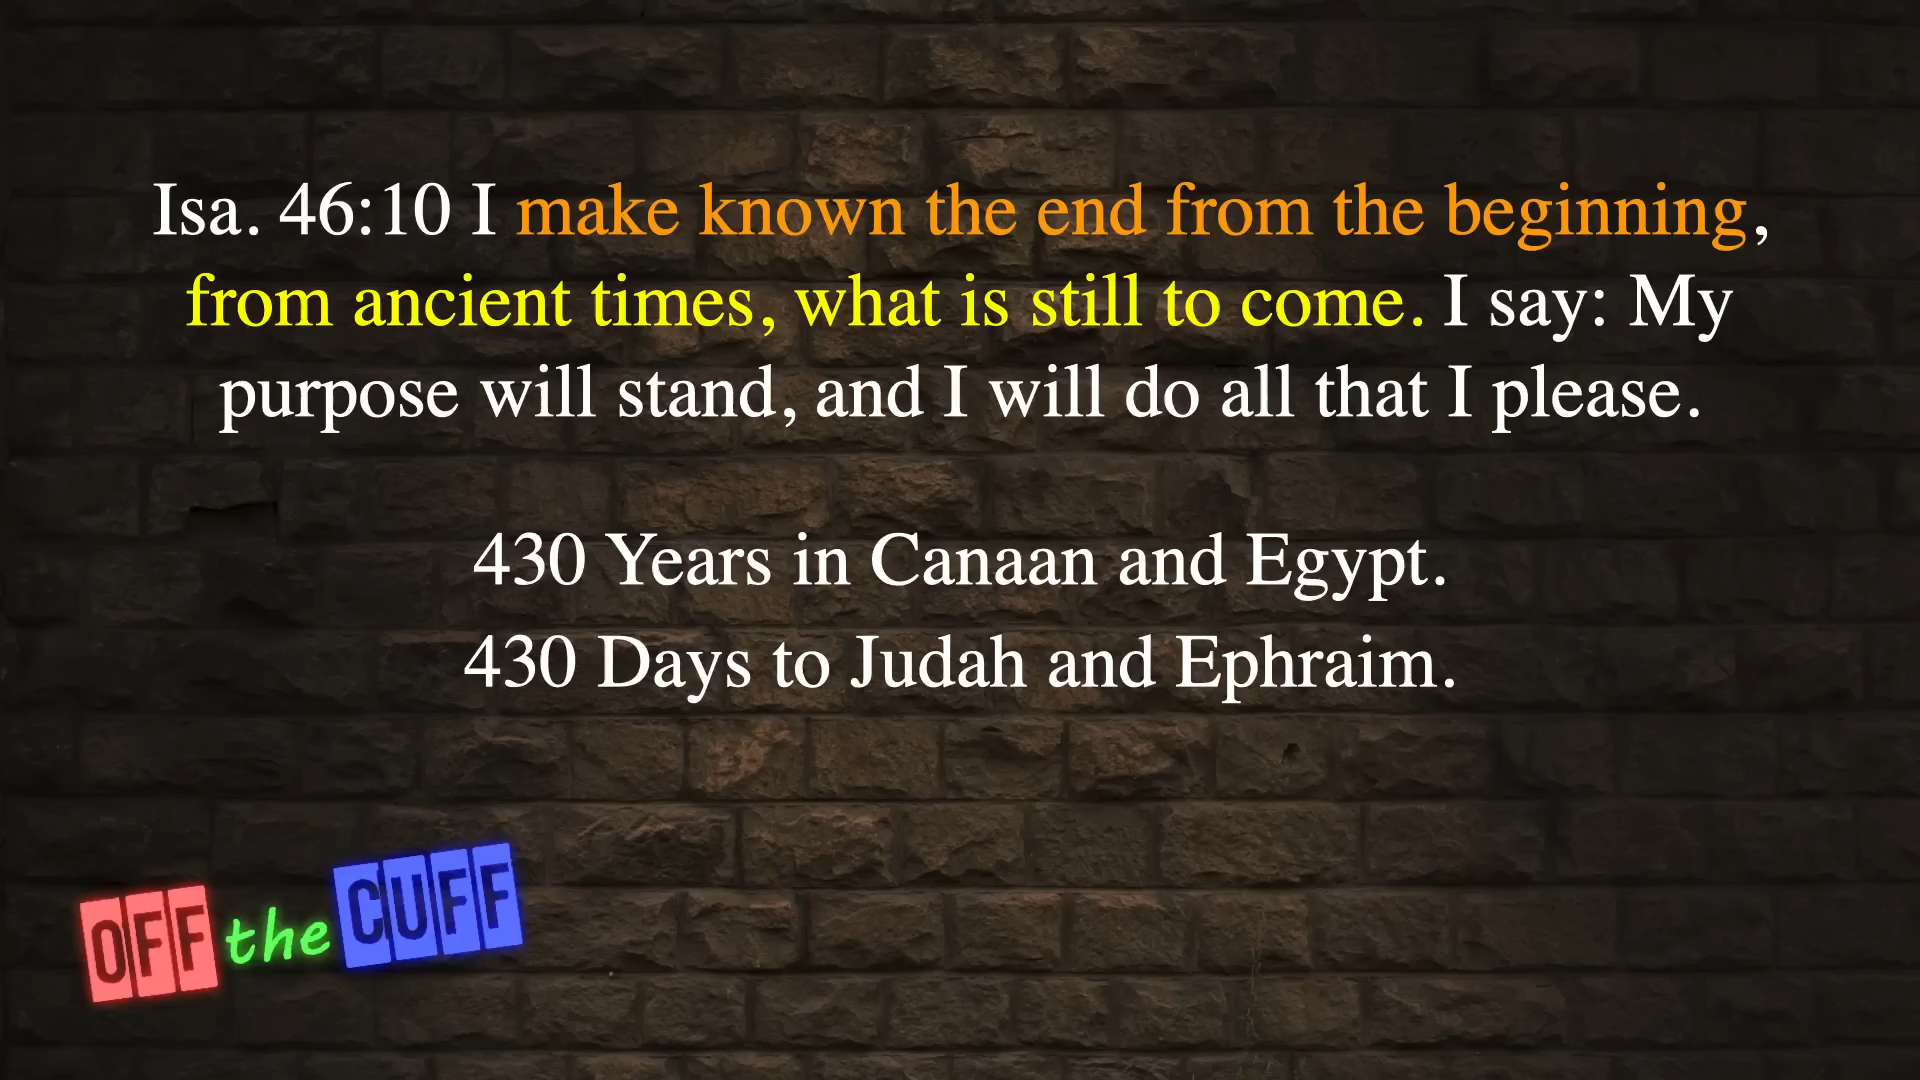 Isa. 46:10 I make known the end from the beginning,
from ancient times, what is still to come. I say: My
purpose will stand, and I will do all that I please.
430 Years in Canaan and Egypt.
430 Days to Judah and Ephraim.
OFF the CUFF